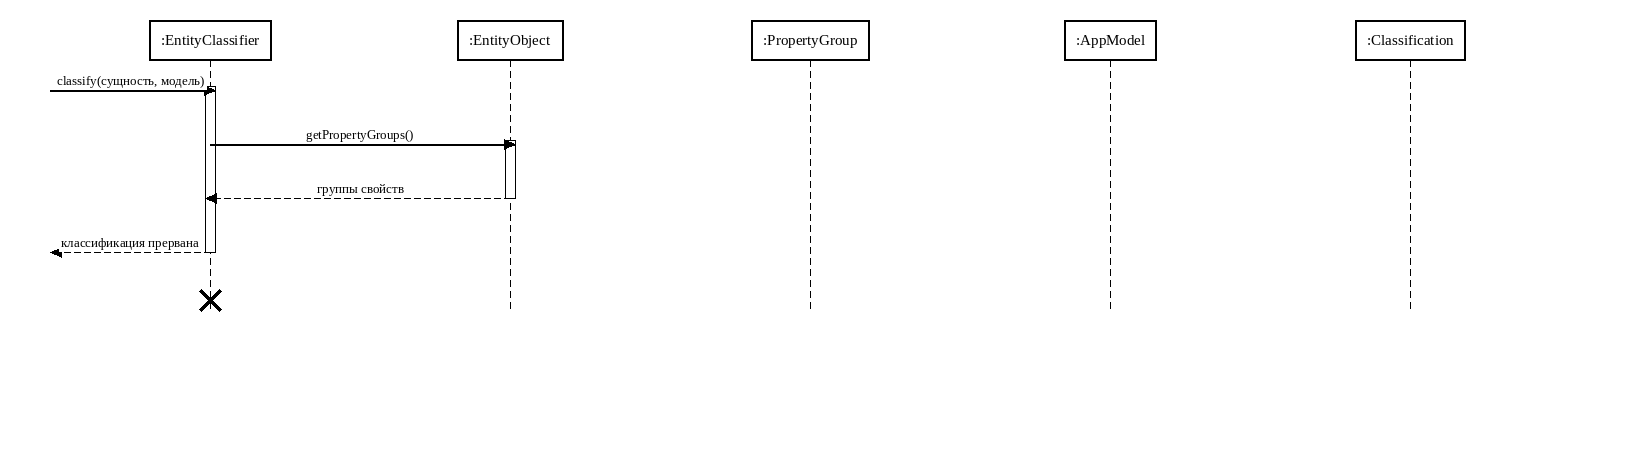 :EntityClassifier
:EntityObject
:PropertyGroup
:AppModel
:Classification
classify(сущность, модель)
getPropertyGroups()
группы свойств
классификация прервана